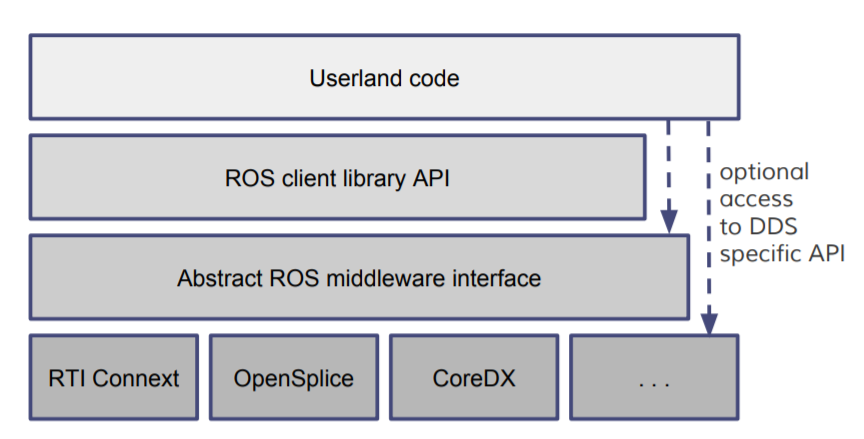 Userland code
ROS client library API
optional
access
to DDS
specific API
Abstract ROS middleware interface
RTI Connext
OpenSplice
CoreDX
. . .